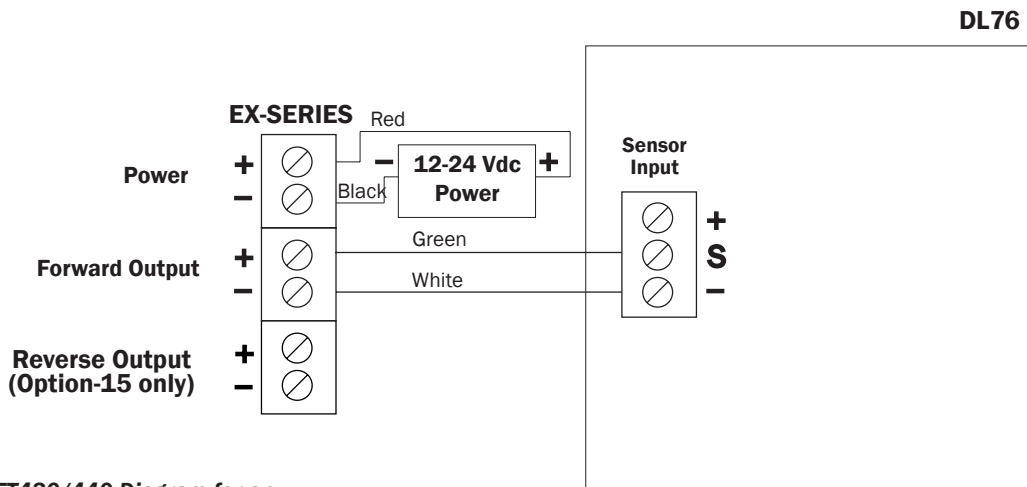 DL76
EX-SERIES
Red
Power
+
−
−
12-24 Vdc
Power
+
Black
Sensor
Input
+
S
−
Forward Output
+
−
Green
White
Reverse Output
(Option-15 only)
+
−